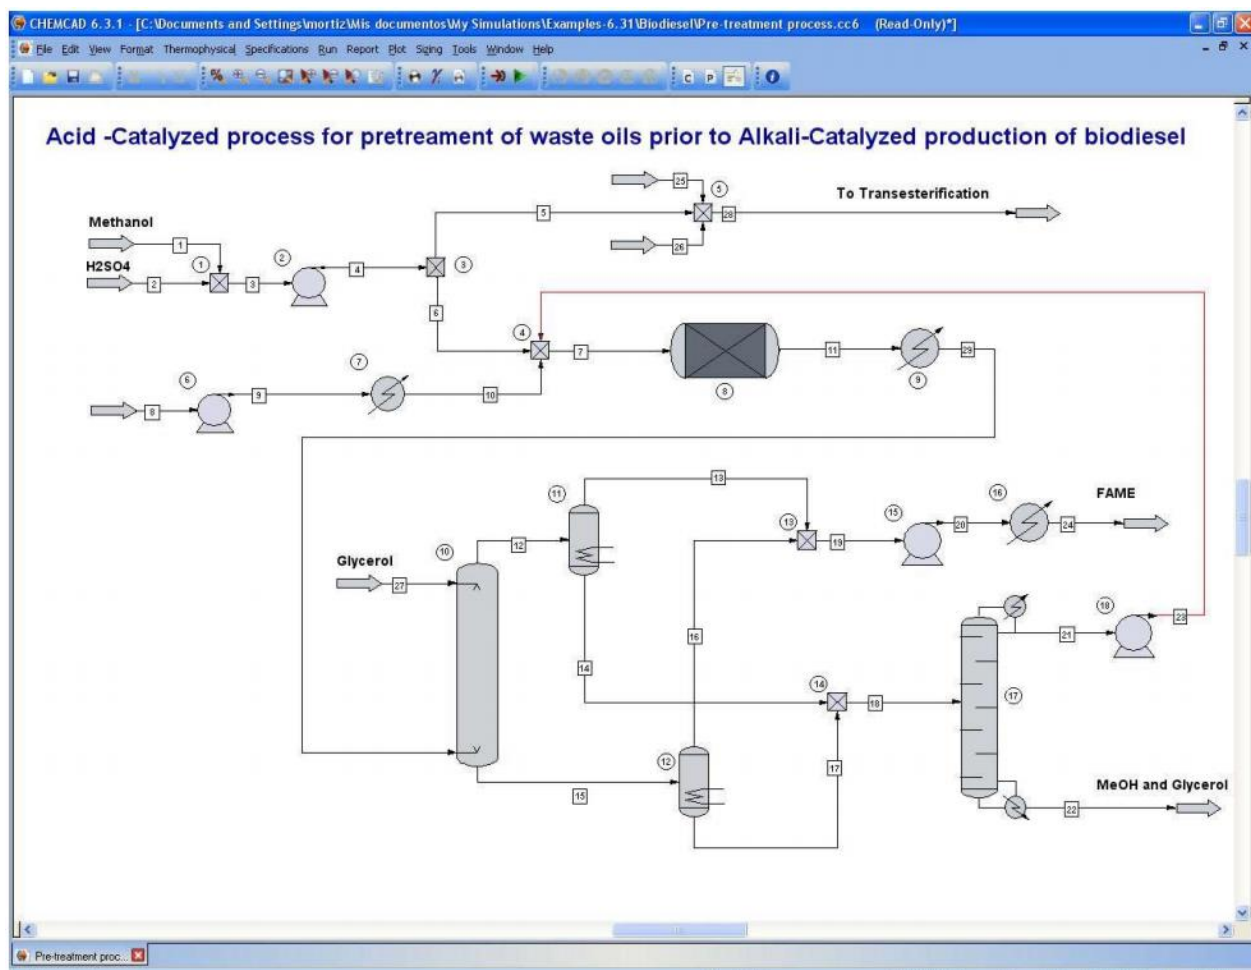 CHEMCAD 6.3.1 - [C:\Documents and Settings\mortiz\Mis documentos\My Simulations\Examples-6.31\Biodiesel\Pre-treatment process.cc6 (Read-Only)*]
File Edit View Format Thermophysical Specifications Run Report Plot Sizing Tools Window Help
C P
Acid -Catalyzed process for pretreament of waste oils prior to Alkali-Catalyzed production of biodiesel
25 5
To Transesterification
5 28
Methanol
1 26
H2SO4
1 2 4 3
2 3
6
4
7 7 11 29
6 9 10 8 9
8
13
11 16 FAME
15
13 20 24
12 19
10
Glycerol
27
18
16 21 23
14
14 17
18
12
17 MeOH and Glycerol
15 22
Pre-treatment proc...